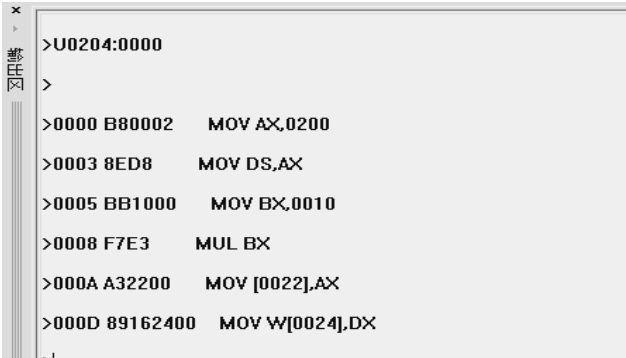 >U0204:0000
>
>0000 B80002 MOV AX,0200
>0003 8ED8 MOV DS,AX
>0005 BB1000 MOV BX,0010
>0008 F7E3 MUL BX
>000A A32200 MOV [0022],AX
>000D 89162400 MOV W[0024],DX